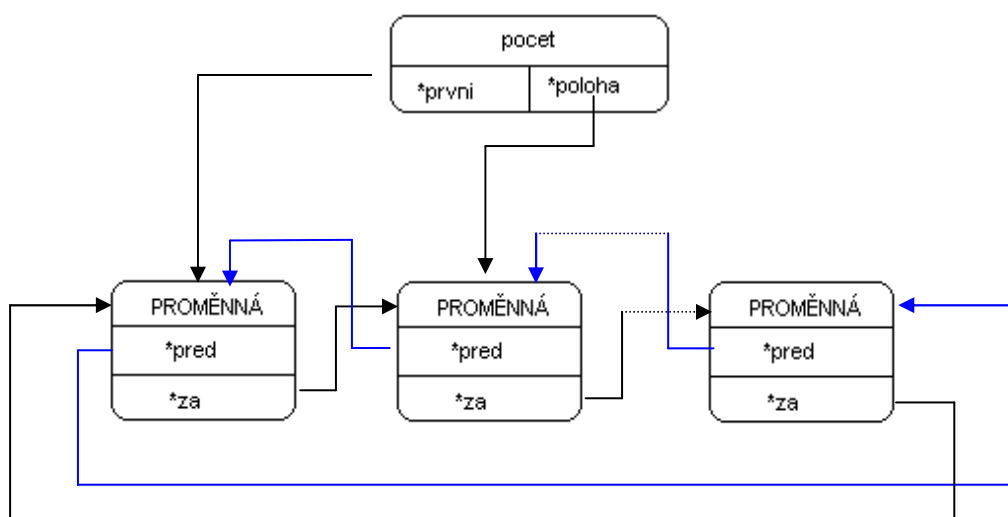 pocet
*prvni
*poloha
PROMĚNNÁ
*pred
*za
PROMĚNNÁ
*pred
*za
PROMĚNNÁ
*pred
*za